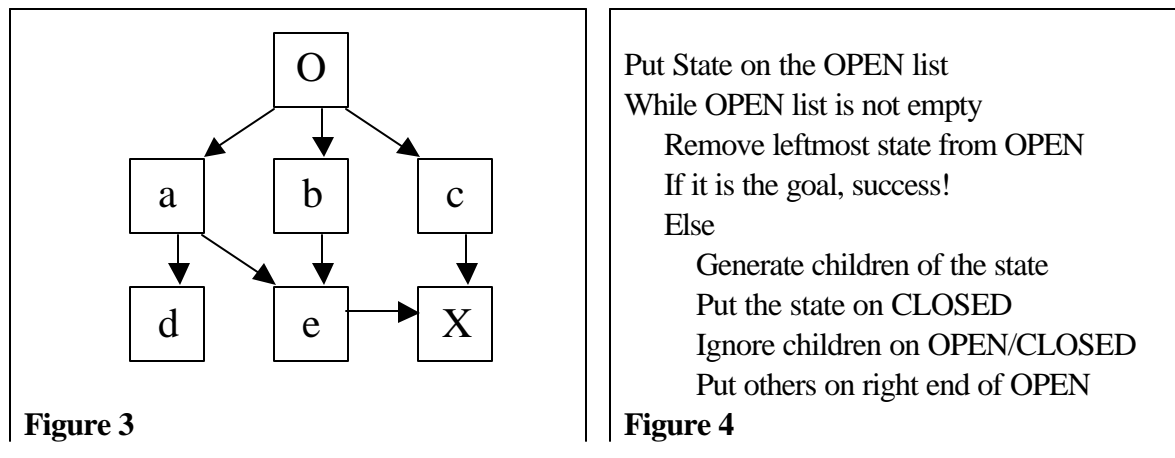 O
a b c
d e X
Figure 3
Put State on the OPEN list
While OPEN list is not empty
Remove leftmost state from OPEN
If it is the goal, success!
Else
Generate children of the state
Put the state on CLOSED
Ignore children on OPEN/CLOSED
Put others on right end of OPEN
Figure 4